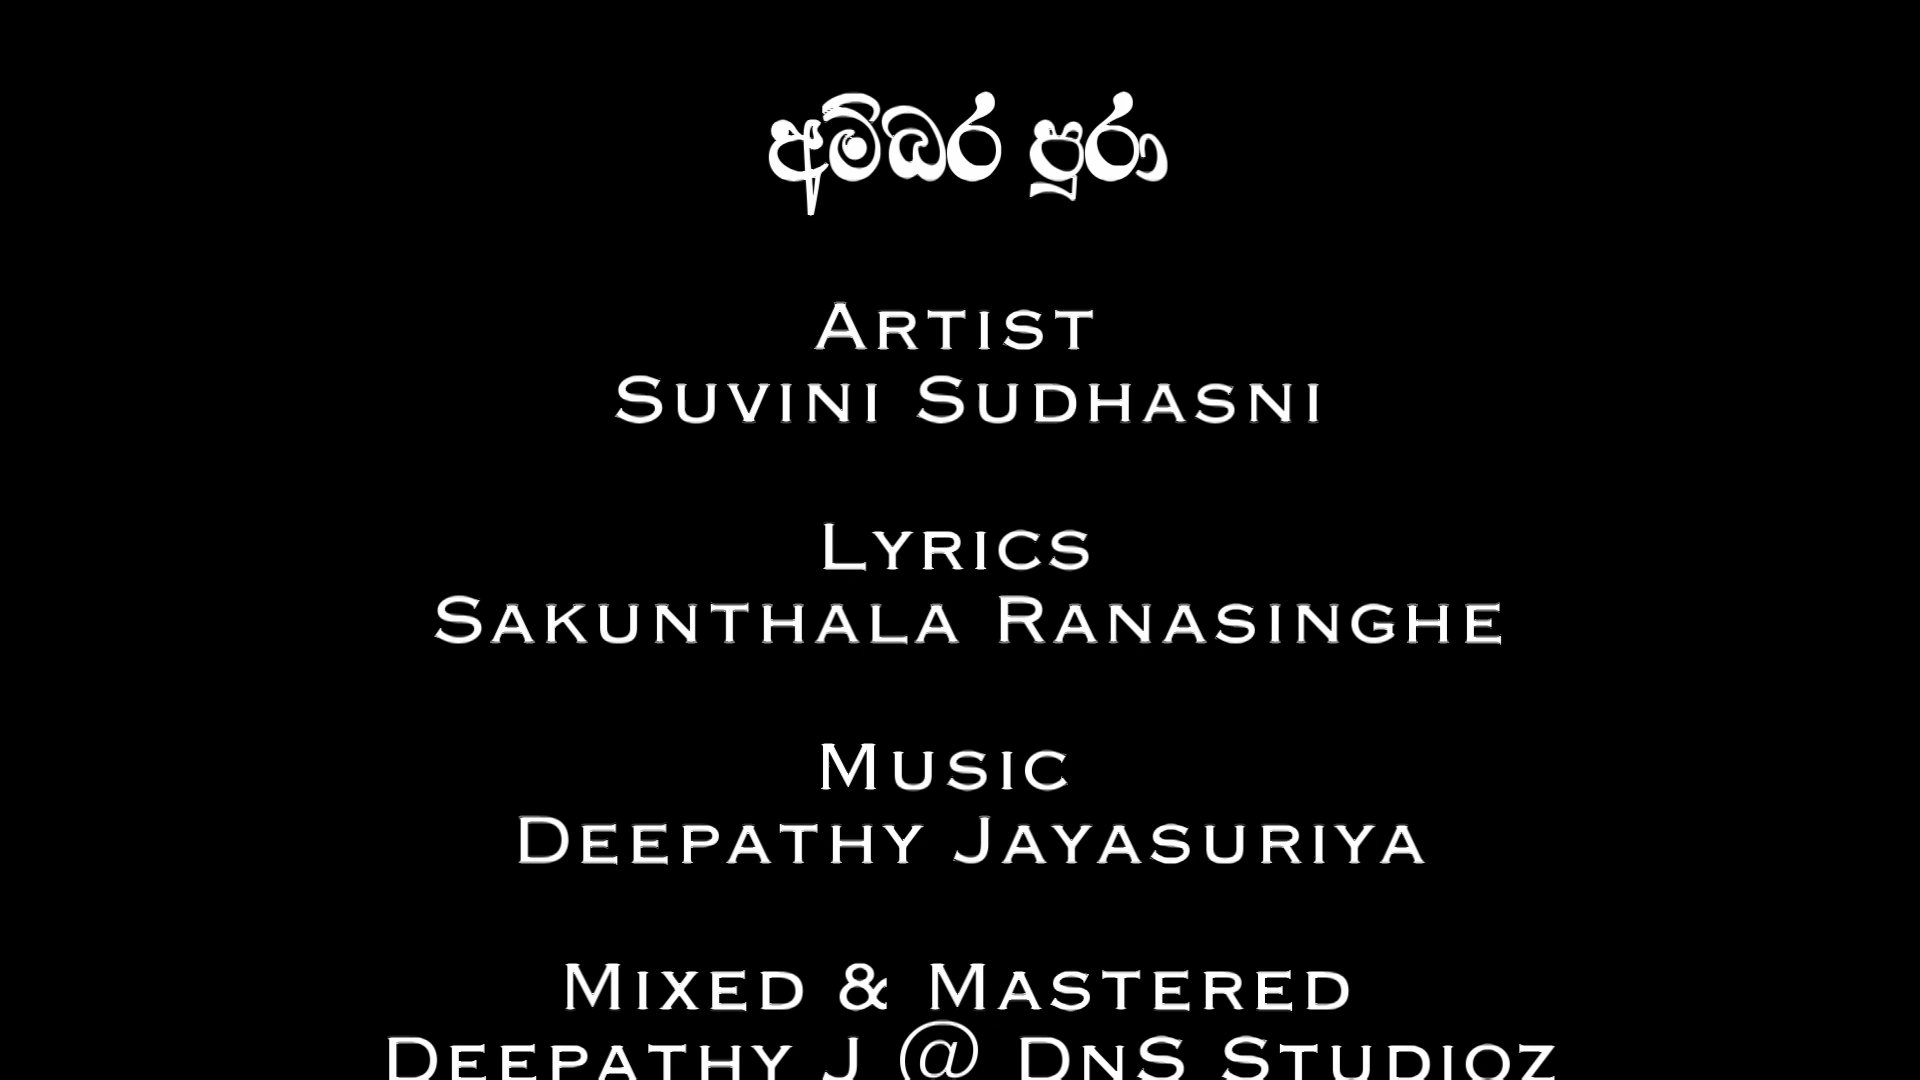 අම්බර පුරා
Artist
Suvini Sudhasni
Lyrics
Sakunthala Ranasinghe
Music
Deepathy Jayasuriya
Mixed & Mastered
Deepathy J @ DnS Studioz